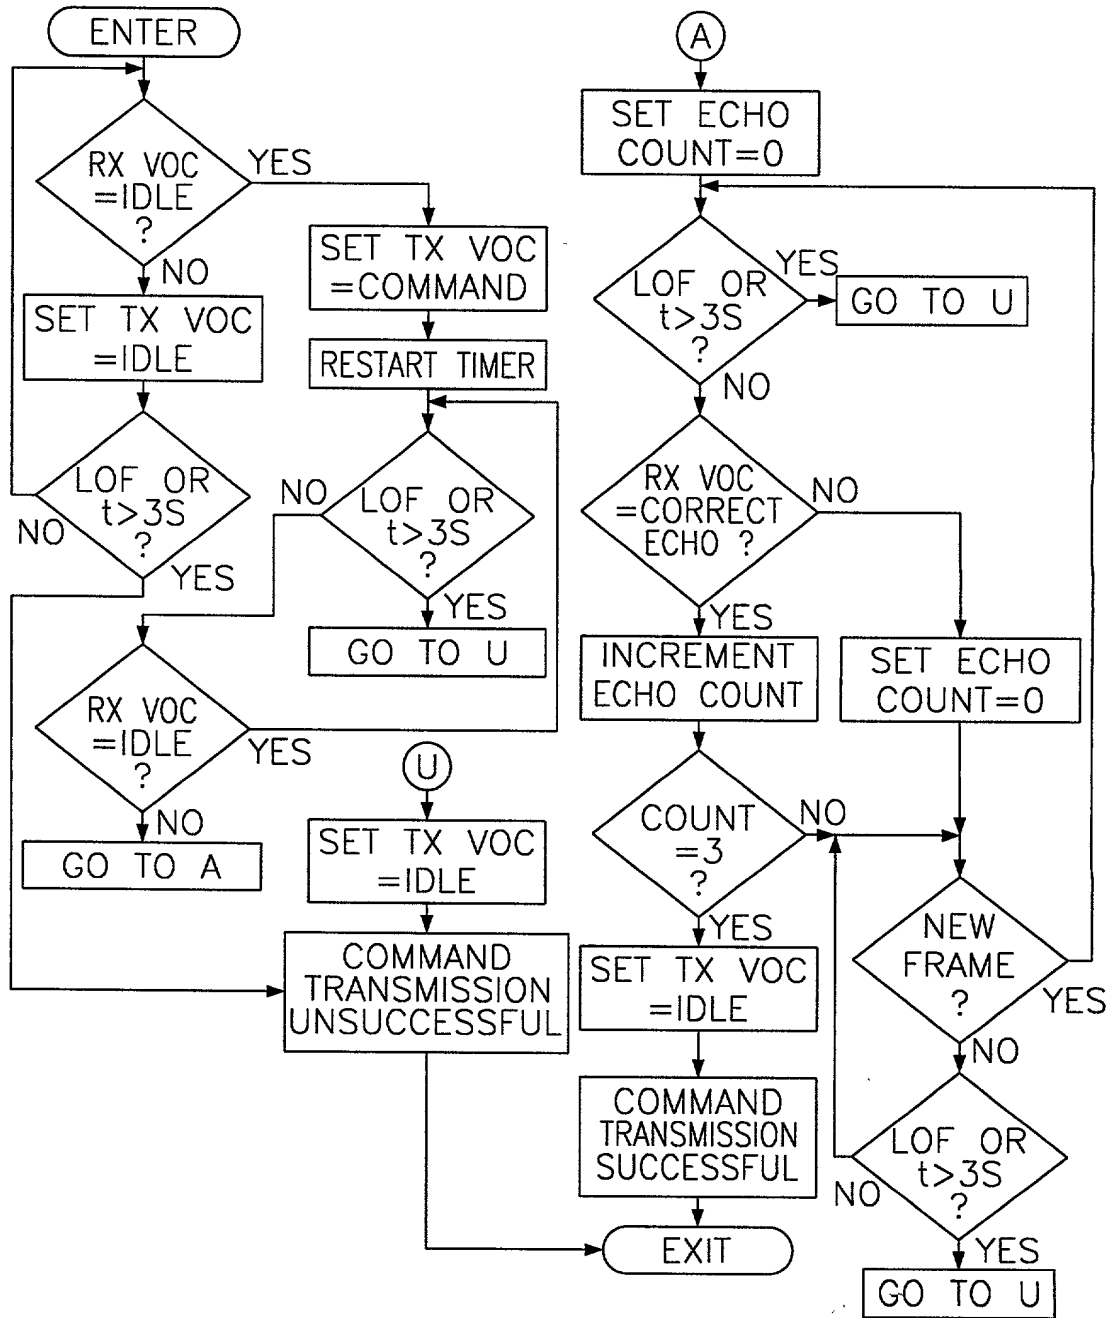 ENTER
RX VOC
=IDLE
?
YES
NO
SET TX VOC
=IDLE
LOF OR
t>3S
?
NO
YES
SET TX VOC
=COMMAND
RESTART TIMER
LOF OR
t>3S
?
NO
YES
GO TO U
RX VOC
=IDLE
?
YES
NO
GO TO A
U
SET TX VOC
=IDLE
COMMAND
TRANSMISSION
UNSUCCESSFUL
A
SET ECHO
COUNT=0
LOF OR
t>3S
?
YES
GO TO U
NO
RX VOC
=CORRECT
ECHO ?
NO
YES
INCREMENT
ECHO COUNT
SET ECHO
COUNT=0
COUNT
=3
?
NO
YES
SET TX VOC
=IDLE
COMMAND
TRANSMISSION
SUCCESSFUL
EXIT
NEW
FRAME
?
YES
NO
LOF OR
t>3S
?
NO
YES
GO TO U